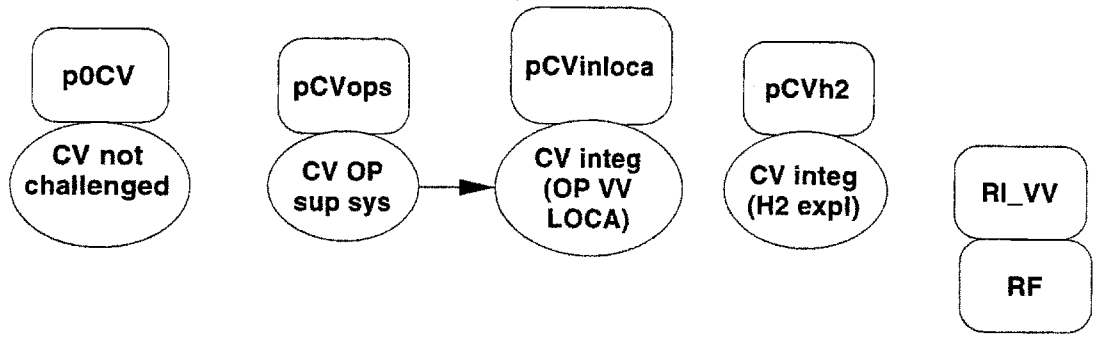 p0CV
CV not
challenged
pCVops
CV OP
sup sys
pCVinloca
CV integ
(OP VV
LOCA)
pCVh2
CV integ
(H2 expl)
RI_VV
RF